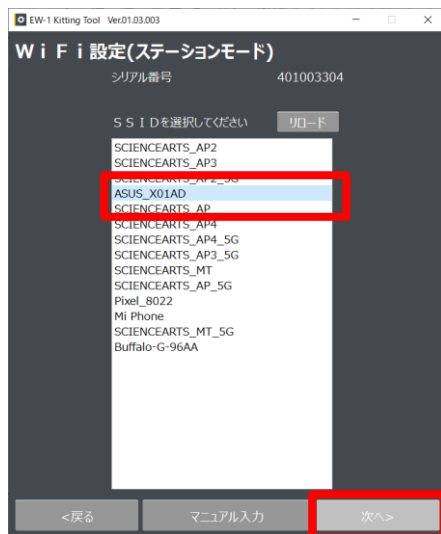 EW-1 Kitting Tool Ver.01.03.003
ＷｉＦｉ設定(ステーションモード)
シリアル番号 401003304
ＳＳＩＤを選択してください リロード
SCIENCEARTS_AP2
SCIENCEARTS_AP3
SCIENCEARTS_AP2_5G
ASUS_X01AD
SCIENCEARTS_AP
SCIENCEARTS_AP4
SCIENCEARTS_AP4_5G
SCIENCEARTS_AP3_5G
SCIENCEARTS_MT
SCIENCEARTS_AP_5G
Pixel_8022
Mi Phone
SCIENCEARTS_MT_5G
Buffalo-G-96AA
<戻る マニュアル入力 次へ>